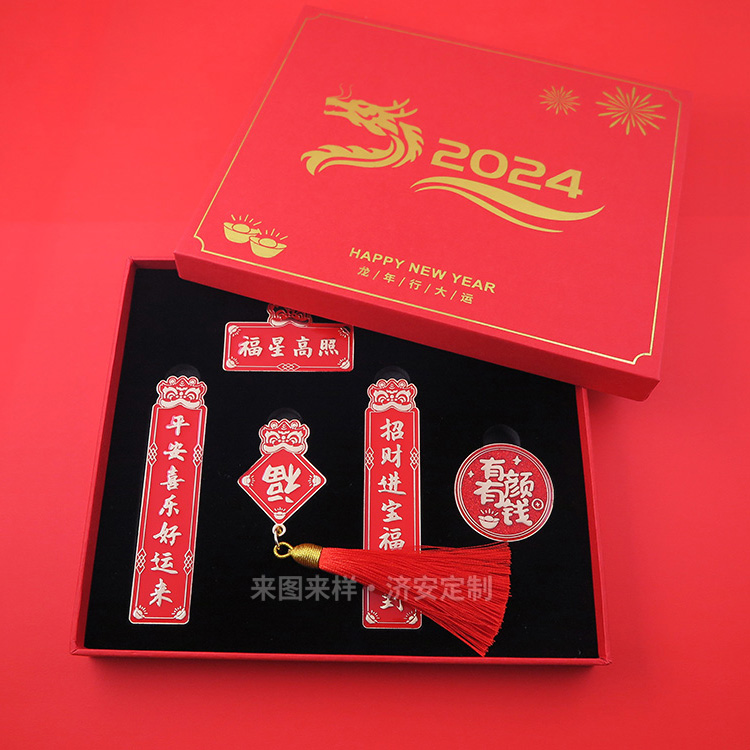 2024
HAPPY NEW YEAR
龙/年/行/大/运
福星高照
平安喜乐好运来
福
招财进宝福
到
有颜
有钱
来图来样·济安定制